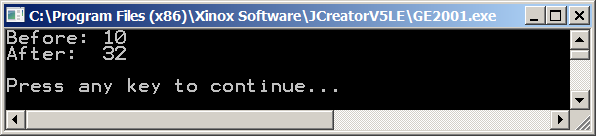 C:\Program Files (x86)\Xinox Software\JCreatorV5LE\GE2001.exe
Before: 10
After:  32
Press any key to continue...